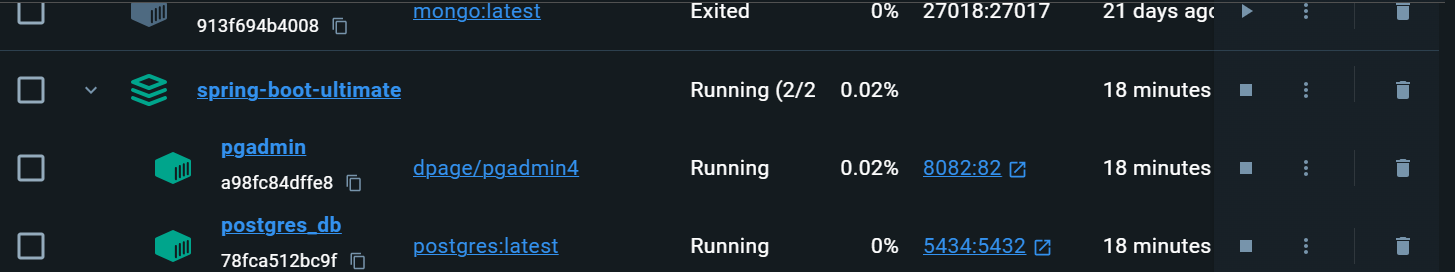 mongo:latest Exited 0% 27018:27017 21 days ago
913f694b4008
spring-boot-ultimate Running (2/2 0.02% 18 minutes
pgadmin
dpage/pgadmin4 Running 0.02% 8082:82 18 minutes
a98fc84dffe8
postgres_db
postgres:latest Running 0% 5434:5432 18 minutes
78fca512bc9f